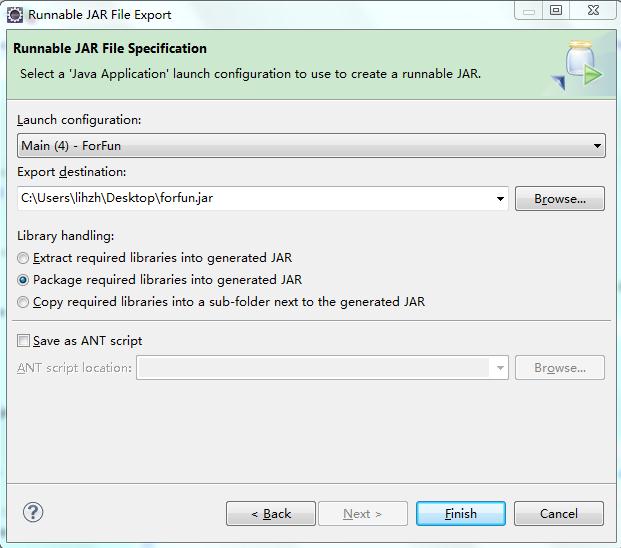 Runnable JAR File Export
Runnable JAR File Specification
Select a 'Java Application' launch configuration to use to create a runnable JAR.
Launch configuration:
Main (4) - ForFun
Export destination:
C:\Users\lihzh\Desktop\forfun.jar
Browse...
Library handling:
Extract required libraries into generated JAR
Package required libraries into generated JAR
Copy required libraries into a sub-folder next to the generated JAR
Save as ANT script
ANT script location:
Browse...
?
< Back
Next >
Finish
Cancel